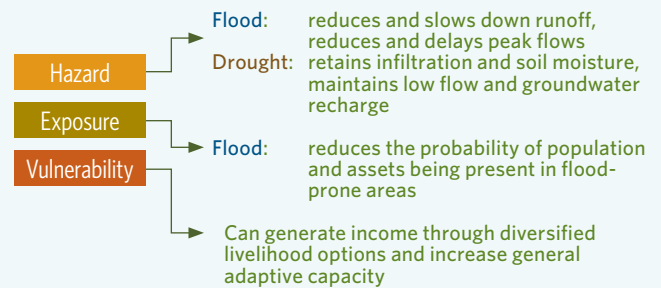 Hazard
Flood: reduces and slows down runoff,
reduces and delays peak flows
Drought: retains infiltration and soil moisture,
maintains low flow and groundwater
recharge
Exposure
Flood: reduces the probability of population
and assets being present in flood-
prone areas
Vulnerability
Can generate income through diversified
livelihood options and increase general
adaptive capacity